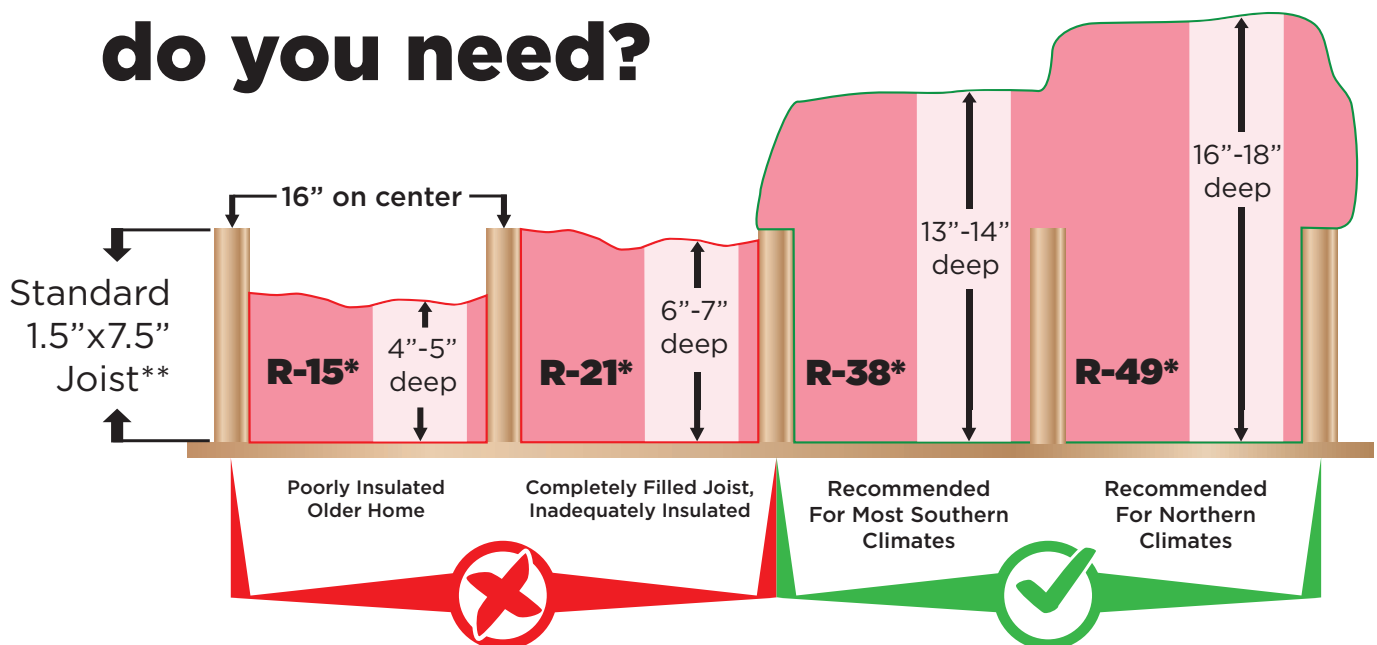 do you need?
16” on center
Standard
1.5”x7.5”
Joist**
R-15*
4”-5”
deep
R-21*
6”-7”
deep
R-38*
13”-14”
deep
R-49*
16”-18”
deep
Poorly Insulated
Older Home
Completely Filled Joist,
Inadequately Insulated
Recommended
For Most Southern
Climates
Recommended
For Northern
Climates